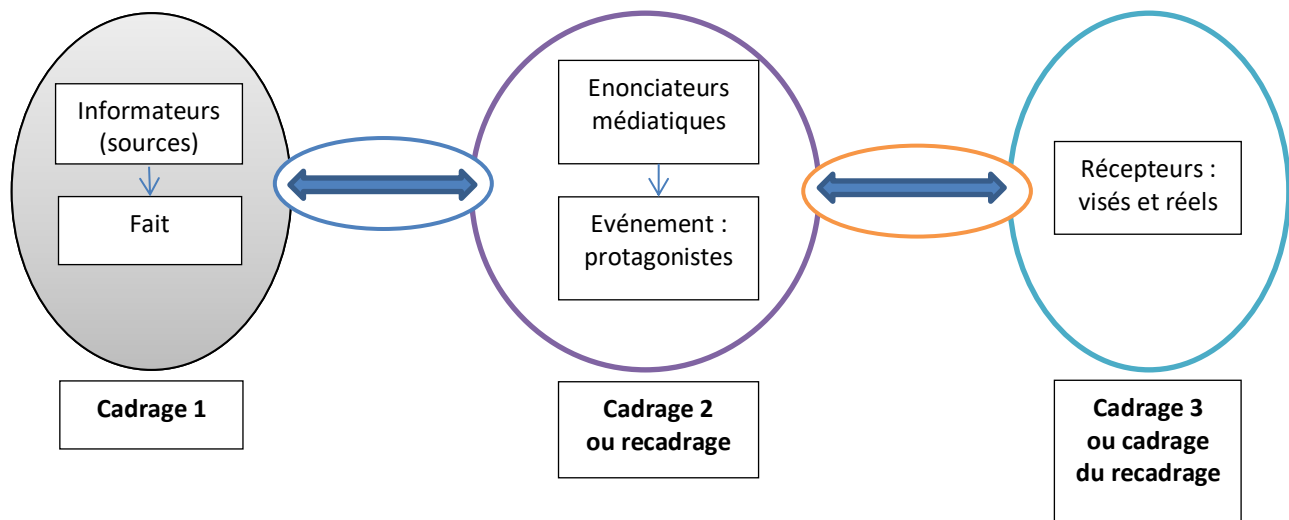 Informateurs
(sources)
Fait
Cadrage 1
Enonciateurs
médiatiques
Evénement :
protagonistes
Cadrage 2
ou recadrage
Récepteurs :
visés et réels
Cadrage 3
ou cadrage
du recadrage